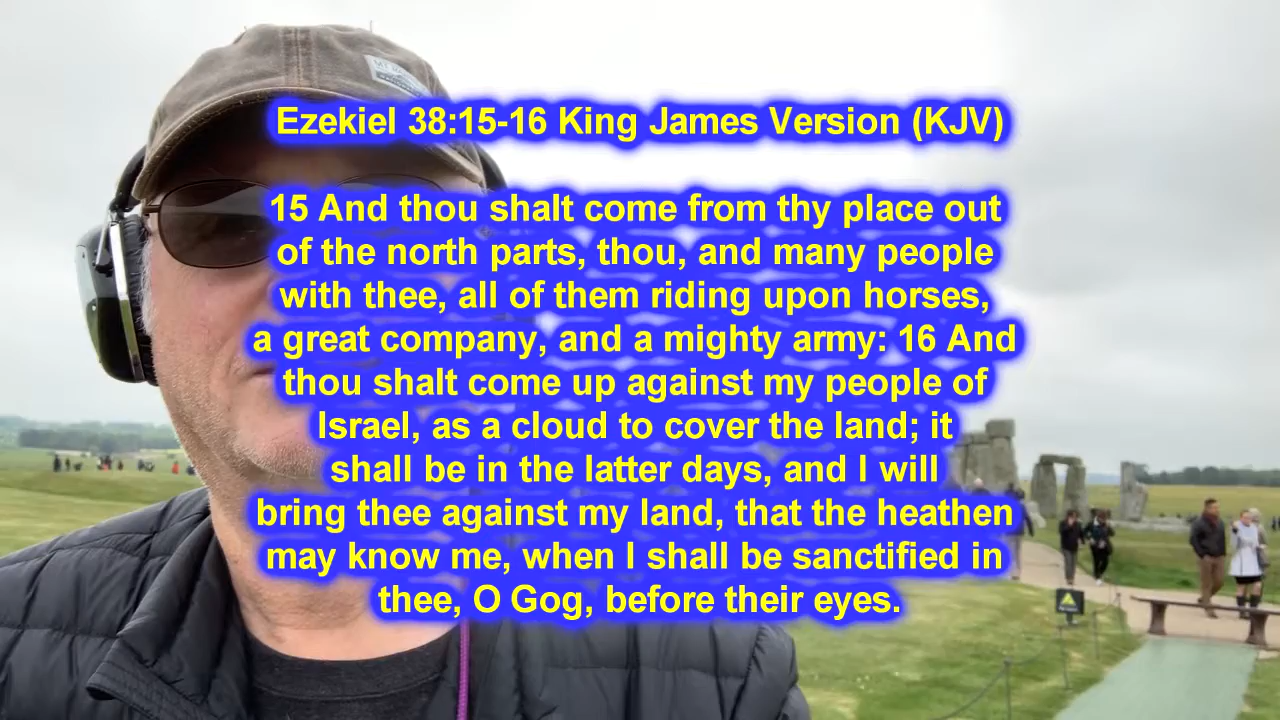 Ezekiel 38:15-16 King James Version (KJV)
15 And thou shalt come from thy place out
of the north parts, thou, and many people
with thee, all of them riding upon horses,
a great company, and a mighty army: 16 And
thou shalt come up against my people of
Israel, as a cloud to cover the land; it
shall be in the latter days, and I will
bring thee against my land, that the heathen
may know me, when I shall be sanctified in
thee, O Gog, before their eyes.